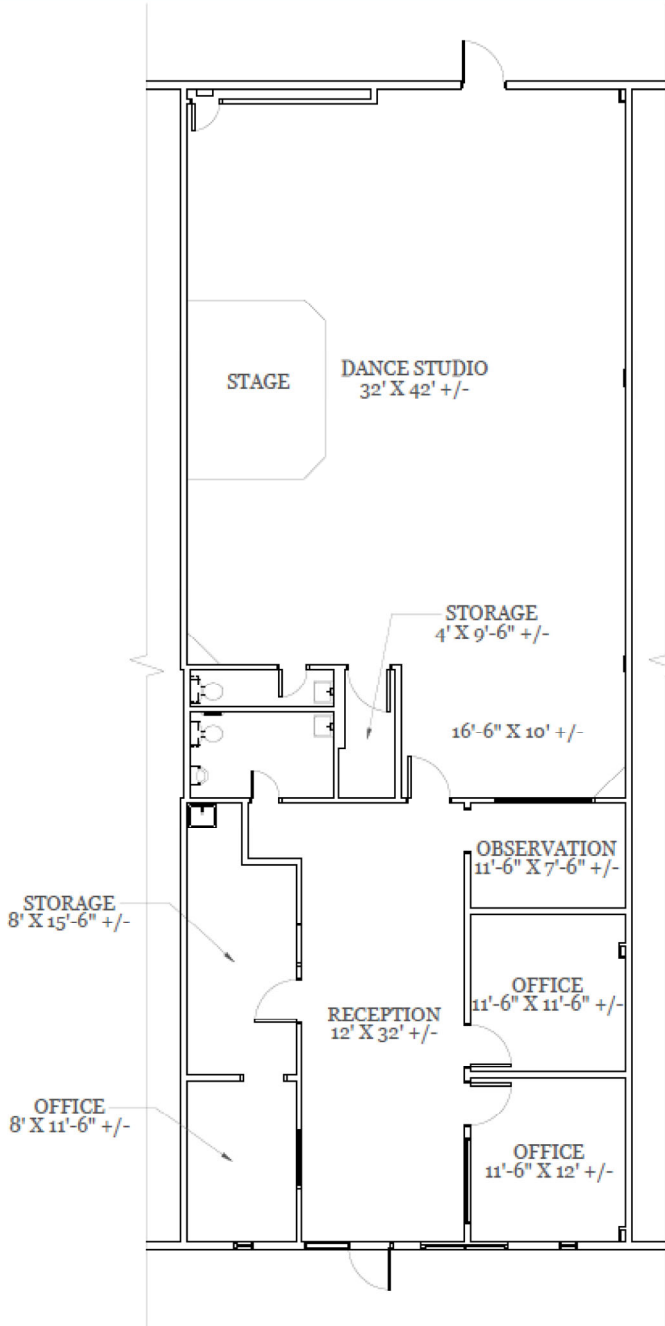 STAGE
DANCE STUDIO
32' X 42' +/-
STORAGE
4' X 9'-6" +/-
16'-6" X 10' +/-
OBSERVATION
11'-6" X 7'-6" +/-
STORAGE
8' X 15'-6" +/-
OFFICE
11'-6" X 11'-6" +/-
RECEPTION
12' X 32' +/-
OFFICE
8' X 11'-6" +/-
OFFICE
11'-6" X 12' +/-